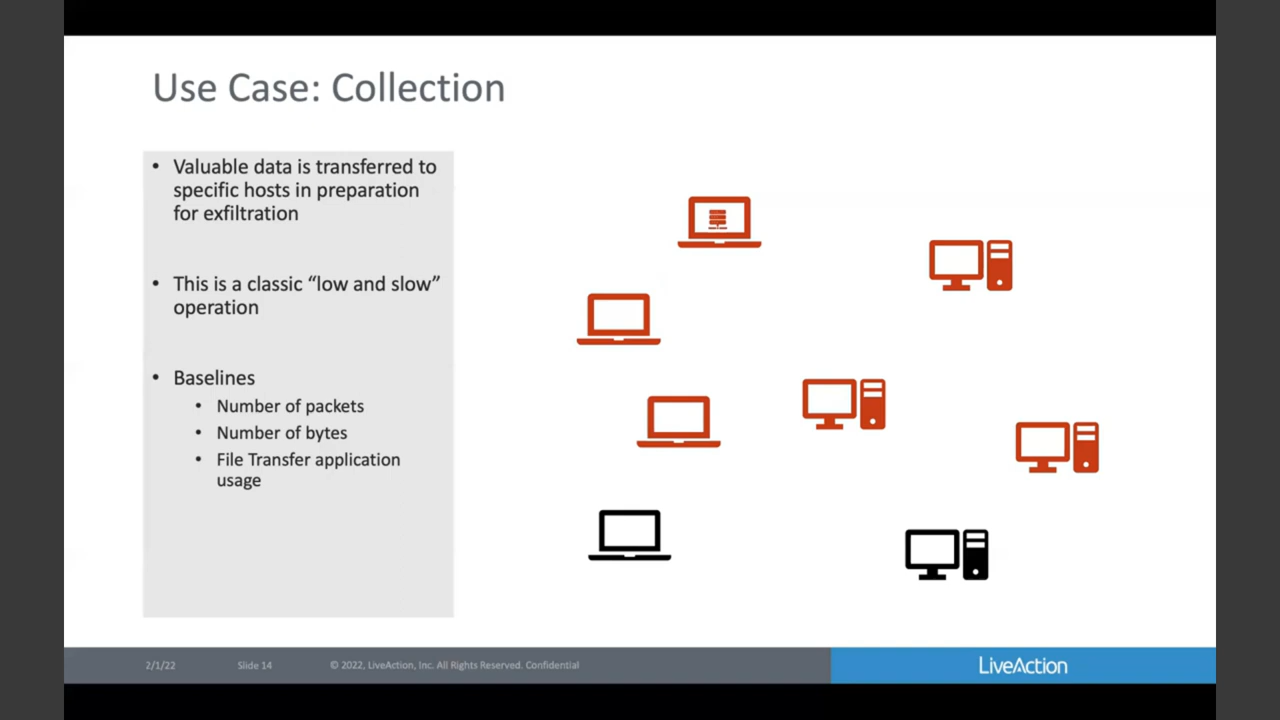 Use Case: Collection
• Valuable data is transferred to
specific hosts in preparation
for exfiltration
• This is a classic “low and slow”
operation
• Baselines
• Number of packets
• Number of bytes
• File Transfer application
usage
2/1/22
Slide 14
© 2022, LiveAction, Inc. All Rights Reserved. Confidential
LiveAction